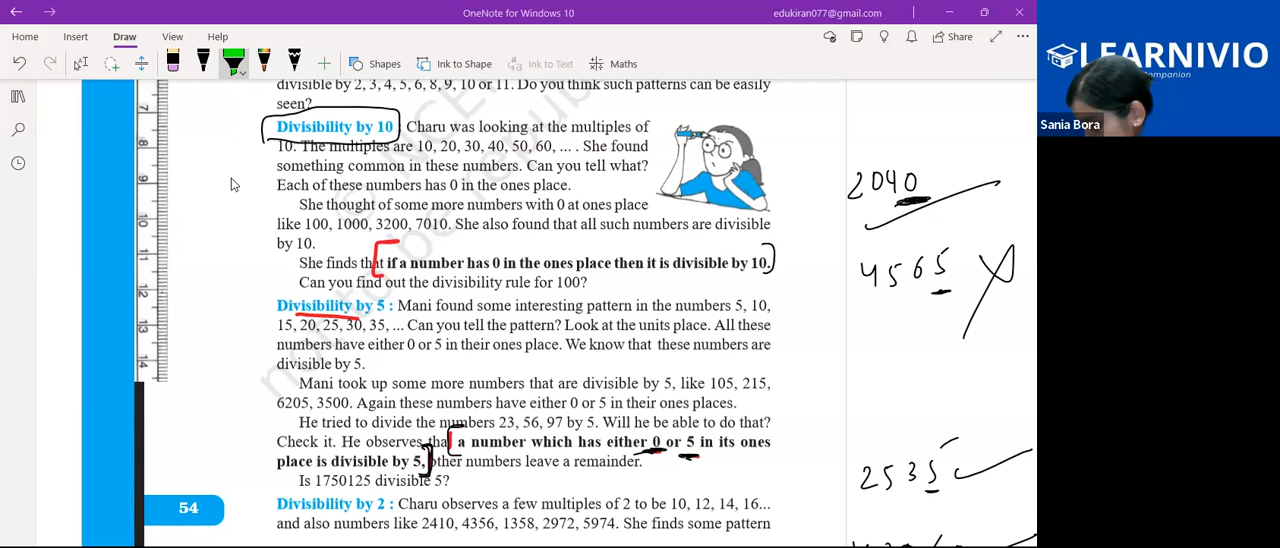 OneNote for Windows 10
edukiran077@gmail.com
Home Insert Draw View Help
Share
Shapes Ink to Shape Ink to Text Maths
LEARNIVIO
Companion
Sania Bora
divisible by 2, 3, 4, 5, 6, 8, 9, 10 or 11. Do you think such patterns can be easily
seen?
Divisibility by 10 : Charu was looking at the multiples of
10. The multiples are 10, 20, 30, 40, 50, 60, ... . She found
something common in these numbers. Can you tell what?
Each of these numbers has 0 in the ones place.
She thought of some more numbers with 0 at ones place
like 100, 1000, 3200, 7010. She also found that all such numbers are divisible
by 10.
She finds that if a number has 0 in the ones place then it is divisible by 10.
Can you find out the divisibility rule for 100?
Divisibility by 5 : Mani found some interesting pattern in the numbers 5, 10,
15, 20, 25, 30, 35, ... Can you tell the pattern? Look at the units place. All these
numbers have either 0 or 5 in their ones place. We know that these numbers are
divisible by 5.
Mani took up some more numbers that are divisible by 5, like 105, 215,
6205, 3500. Again these numbers have either 0 or 5 in their ones places.
He tried to divide the numbers 23, 56, 97 by 5. Will he be able to do that?
Check it. He observes that a number which has either 0 or 5 in its ones
place is divisible by 5, other numbers leave a remainder.
Is 1750125 divisible 5?
Divisibility by 2 : Charu observes a few multiples of 2 to be 10, 12, 14, 16...
and also numbers like 2410, 4356, 1358, 2972, 5974. She finds some pattern
54
7
8
9
10
11
12
13
14
2040
4565
2535